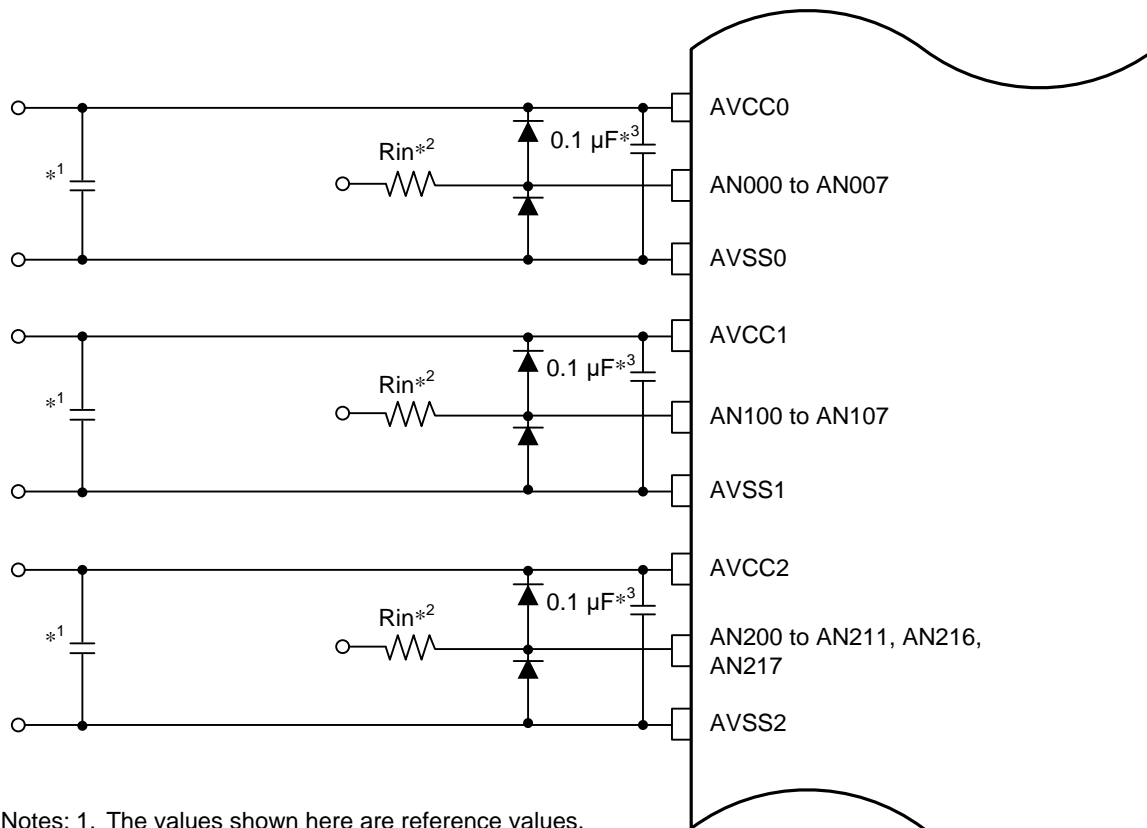 AVCC0
0.1 µF*3
Rin*2
*1
AN000 to AN007
AVSS0
AVCC1
0.1 µF*3
Rin*2
*1
AN100 to AN107
AVSS1
AVCC2
0.1 µF*3
Rin*2
*1
AN200 to AN211, AN216,
AN217
AVSS2
Notes: 1. The values shown here are reference values.